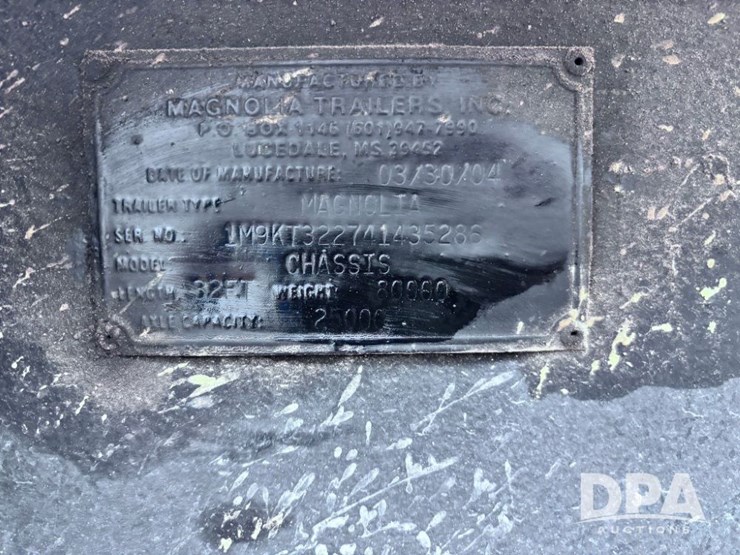 MANUFACTURED BY
MAGNOLIA TRAILERS, INC.
P.O. BOX 1146 (601) 947-7990
LUCEDALE, MS. 39452
DATE OF MANUFACTURE: 03/30/04
TRAILER TYPE MAGNOLIA
SER. NO.: 1M9KT322741435286
MODEL CHASSIS
LENGTH 32FT WEIGHT 80080
AXLE CAPACITY: 25000
DPA
AUCTIONS